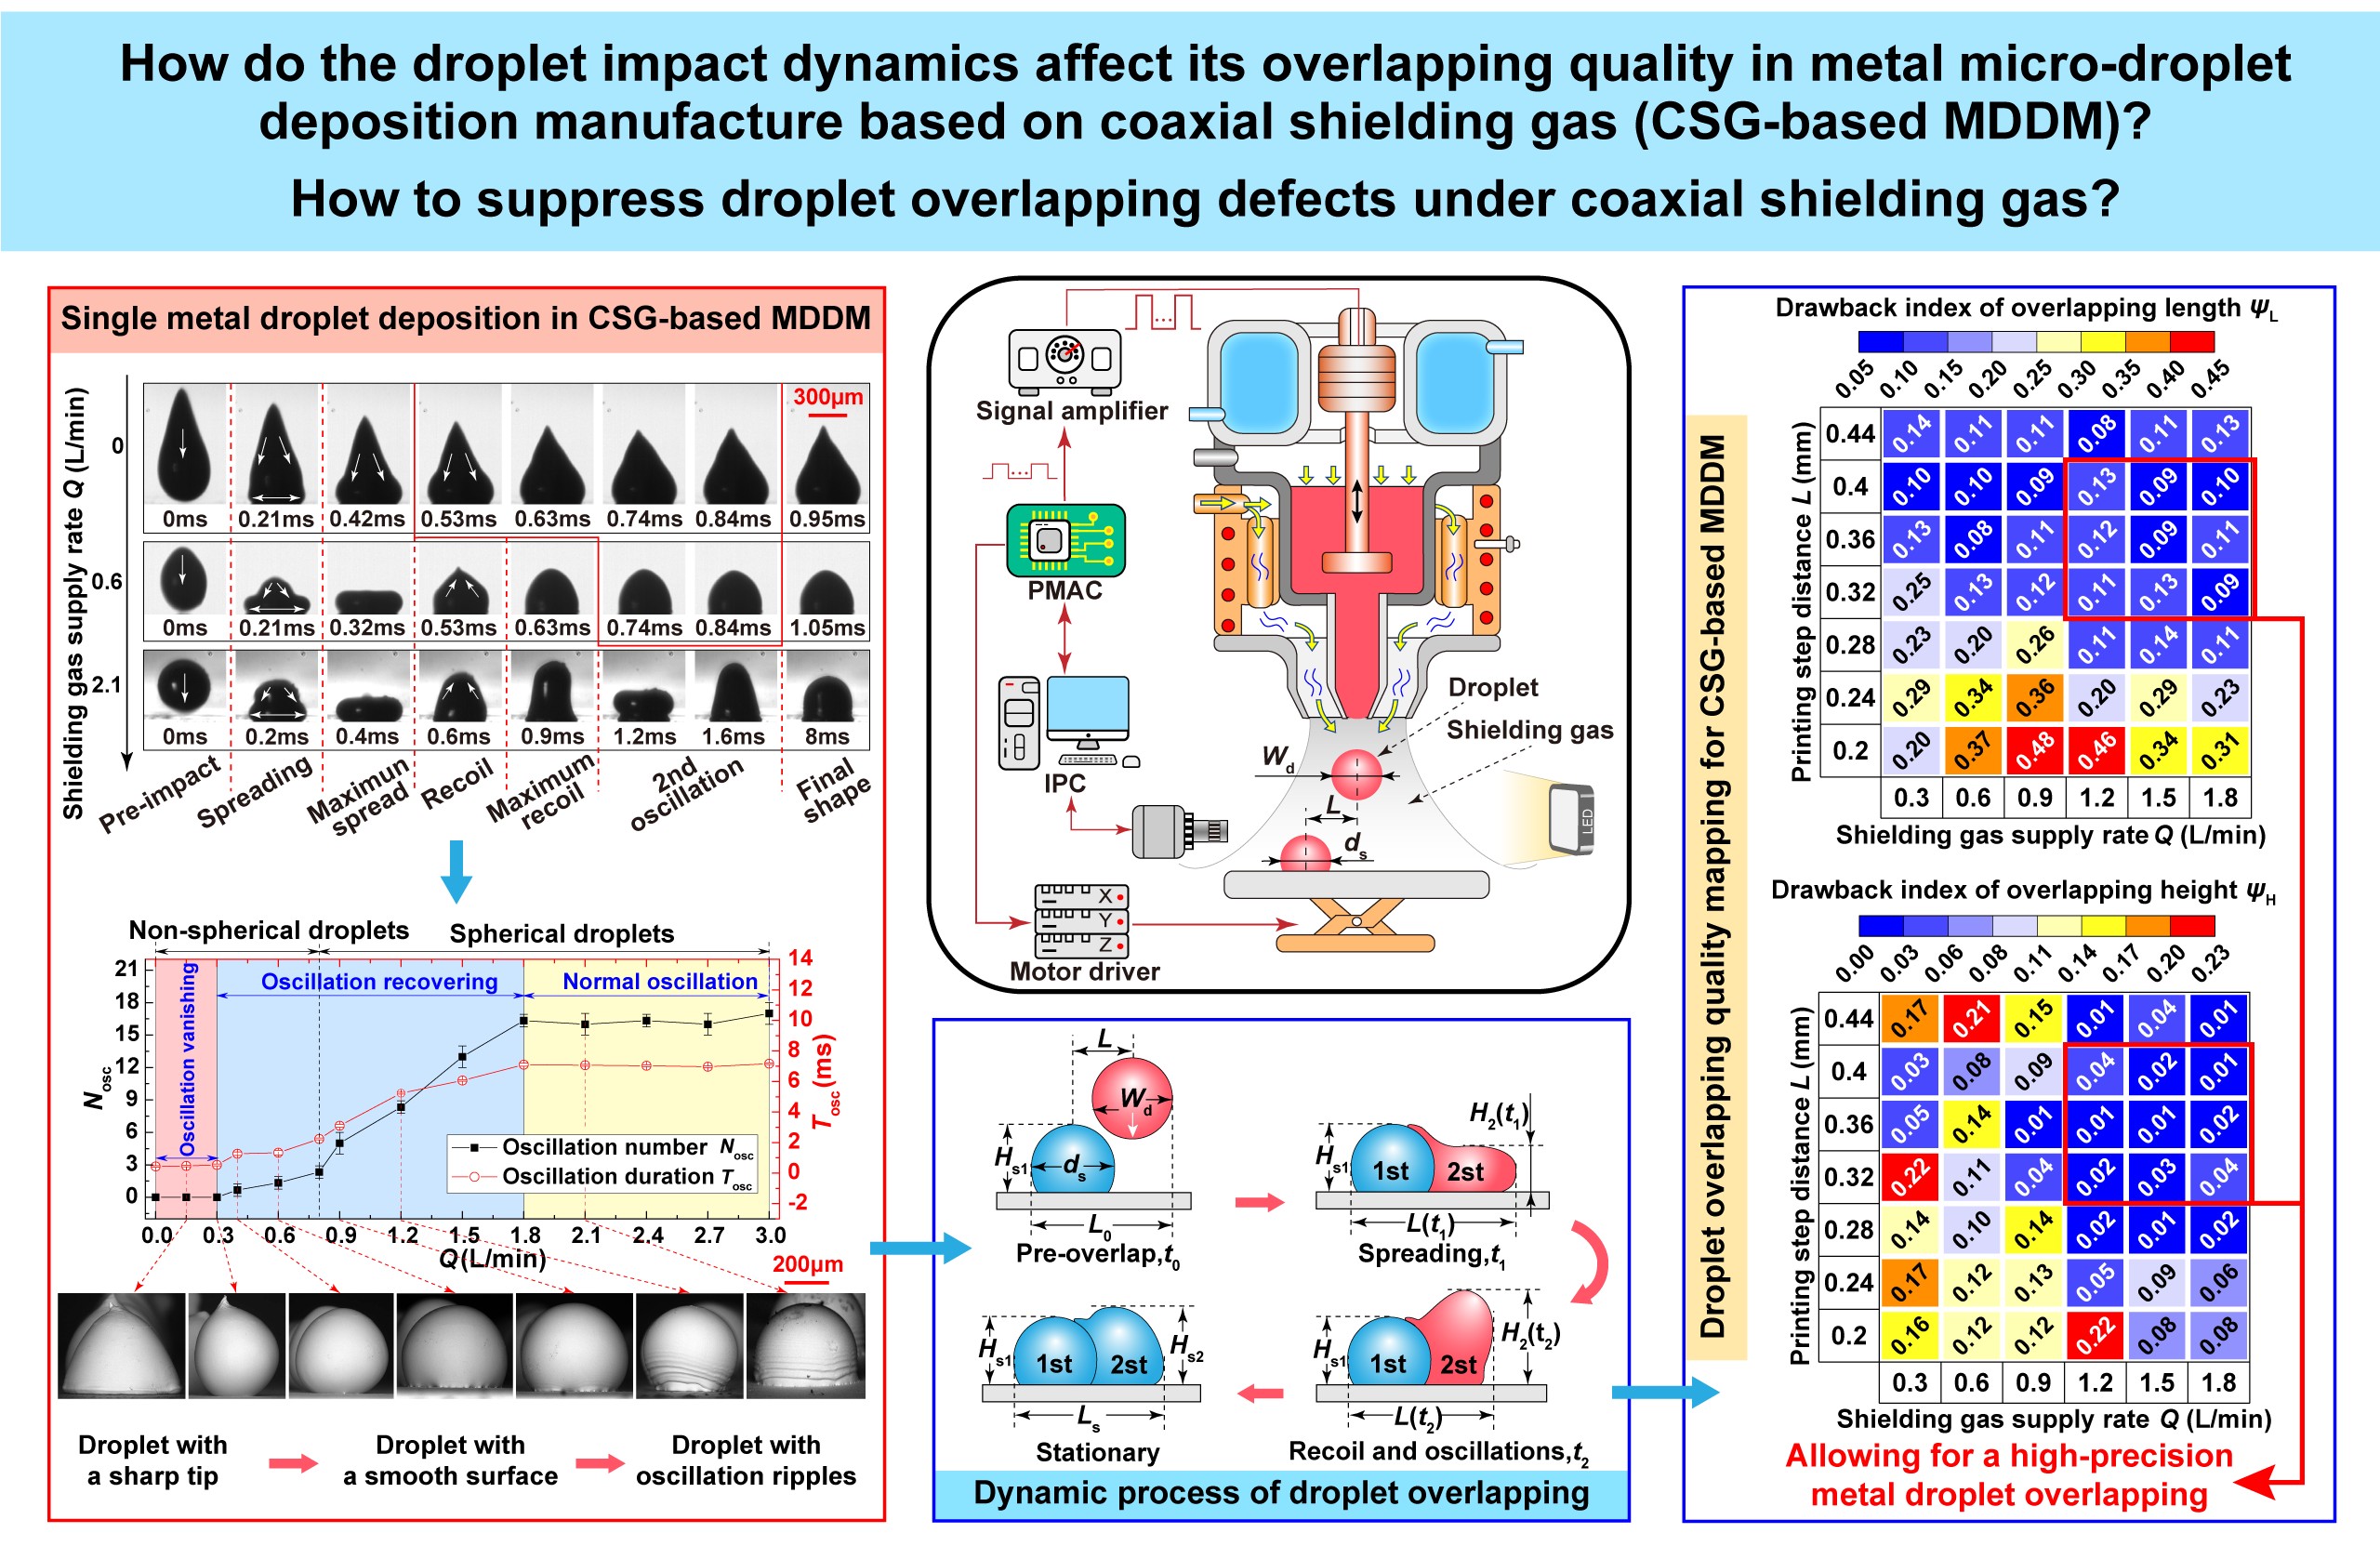 How do the droplet impact dynamics affect its overlapping quality in metal micro-droplet
deposition manufacture based on coaxial shielding gas (CSG-based MDDM)?
How to suppress droplet overlapping defects under coaxial shielding gas?
Single metal droplet deposition in CSG-based MDDM
Shielding gas supply rate Q (L/min)
300μm
0
0ms 0.21ms 0.42ms 0.53ms 0.63ms 0.74ms 0.84ms 0.95ms
0.6
0ms 0.21ms 0.32ms 0.53ms 0.63ms 0.74ms 0.84ms 1.05ms
2.1
0ms 0.2ms 0.4ms 0.6ms 0.9ms 1.2ms 1.6ms 8ms
Pre-impact
Spreading
Maximun
spread
Recoil
Maximum
recoil
2nd
oscillation
Final
shape
Non-spherical droplets
Spherical droplets
Oscillation vanishing
Oscillation recovering
Normal oscillation
N_osc
21
18
15
12
9
6
3
0
T_osc (ms)
14
12
10
8
6
4
2
0
-2
Oscillation number N_osc
Oscillation duration T_osc
0.0 0.3 0.6 0.9 1.2 1.5 1.8 2.1 2.4 2.7 3.0
Q(L/min)
200μm
Droplet with
a sharp tip
Droplet with
a smooth surface
Droplet with
oscillation ripples
Signal amplifier
PMAC
IPC
Motor driver
X
Y
Z
Droplet
Shielding gas
W_d
L
d_s
LED
L
W_d
H_s1
d_s
L_0
Pre-overlap,t_0
H_2(t_1)
H_s1
1st 2st
L(t_1)
Spreading,t_1
H_s1
1st 2st
H_s2
L_s
Stationary
H_s1
1st 2st
H_2(t_2)
L(t_2)
Recoil and oscillations,t_2
Dynamic process of droplet overlapping
Droplet overlapping quality mapping for CSG-based MDDM
Drawback index of overlapping length ψ_L
0.05 0.10 0.15 0.20 0.25 0.30 0.35 0.40 0.45
Printing step distance L (mm)
0.44 0.14 0.11 0.11 0.08 0.11 0.13
0.4 0.10 0.10 0.09 0.13 0.09 0.10
0.36 0.13 0.08 0.11 0.12 0.09 0.11
0.32 0.25 0.13 0.12 0.11 0.13 0.09
0.28 0.23 0.20 0.26 0.11 0.14 0.11
0.24 0.29 0.34 0.36 0.20 0.29 0.23
0.2 0.20 0.37 0.48 0.46 0.34 0.31
0.3 0.6 0.9 1.2 1.5 1.8
Shielding gas supply rate Q (L/min)
Drawback index of overlapping height ψ_H
0.00 0.03 0.06 0.08 0.11 0.14 0.17 0.20 0.23
Printing step distance L (mm)
0.44 0.17 0.21 0.15 0.01 0.04 0.01
0.4 0.03 0.08 0.09 0.04 0.02 0.01
0.36 0.05 0.14 0.01 0.01 0.01 0.02
0.32 0.22 0.11 0.04 0.02 0.03 0.04
0.28 0.14 0.10 0.14 0.02 0.01 0.02
0.24 0.17 0.12 0.13 0.05 0.09 0.06
0.2 0.16 0.12 0.12 0.22 0.08 0.08
0.3 0.6 0.9 1.2 1.5 1.8
Shielding gas supply rate Q (L/min)
Allowing for a high-precision
metal droplet overlapping